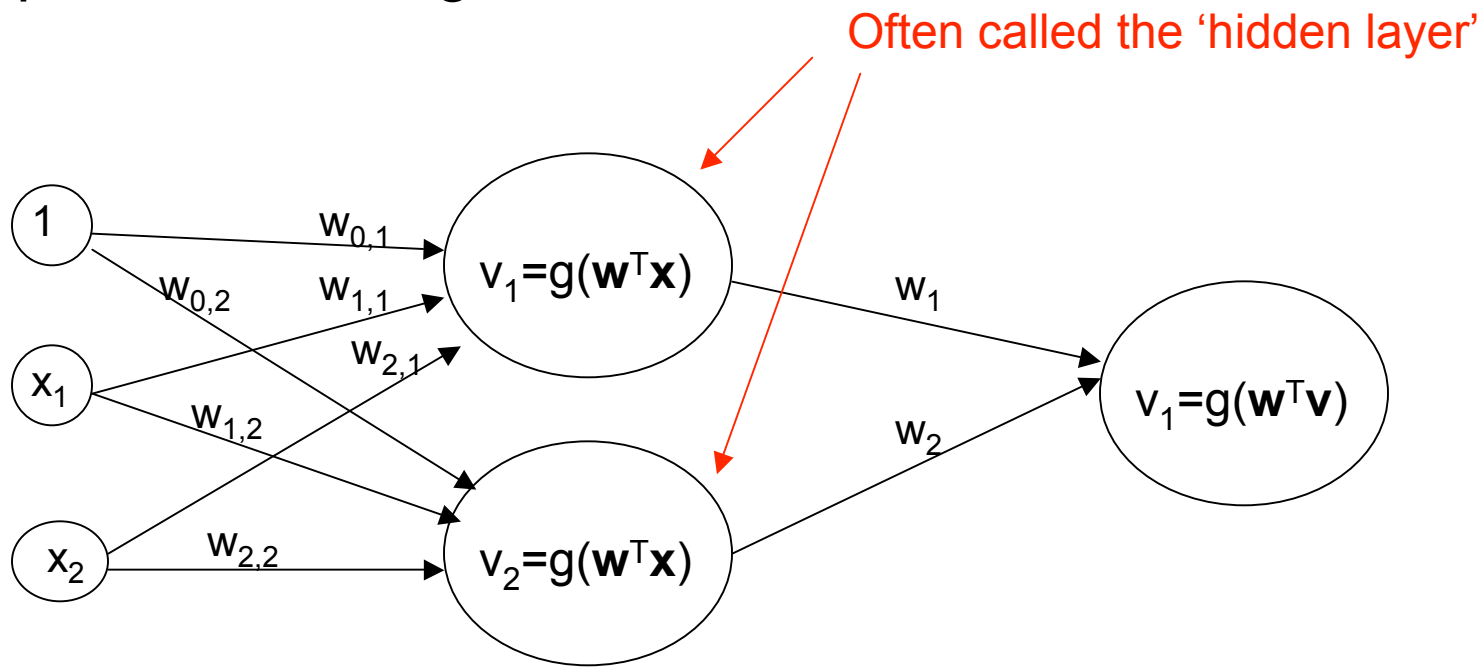 Often called the ‘hidden layer’
1
w0,1
v1=g(wTx)
w0,2
w1,1
w1
w2,1
x1
v1=g(wTv)
w1,2
w2
x2
w2,2
v2=g(wTx)